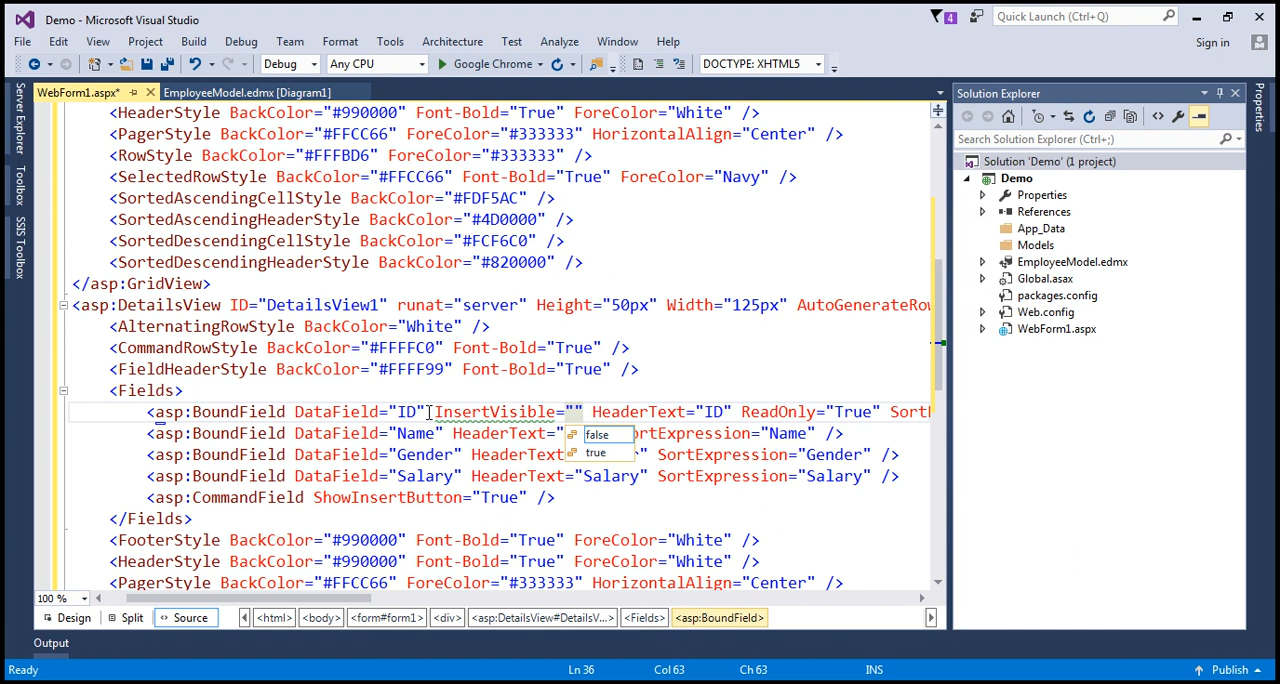 Demo - Microsoft Visual Studio
4
Quick Launch (Ctrl+Q)
File Edit View Project Build Debug Team Format Tools Architecture Test Analyze Window Help
Sign in
Debug Any CPU Google Chrome DOCTYPE: XHTML5
Server Explorer
Toolbox
SSIS Toolbox
WebForm1.aspx* EmployeeModel.edmx [Diagram1]
<HeaderStyle BackColor="#990000" Font-Bold="True" ForeColor="White" />
<PagerStyle BackColor="#FFCC66" ForeColor="#333333" HorizontalAlign="Center" />
<RowStyle BackColor="#FFFBD6" ForeColor="#333333" />
<SelectedRowStyle BackColor="#FFCC66" Font-Bold="True" ForeColor="Navy" />
<SortedAscendingCellStyle BackColor="#FDF5AC" />
<SortedAscendingHeaderStyle BackColor="#4D0000" />
<SortedDescendingCellStyle BackColor="#FCF6C0" />
<SortedDescendingHeaderStyle BackColor="#820000" />
</asp:GridView>
<asp:DetailsView ID="DetailsView1" runat="server" Height="50px" Width="125px" AutoGenerateRow
<AlternatingRowStyle BackColor="White" />
<CommandRowStyle BackColor="#FFFFC0" Font-Bold="True" />
<FieldHeaderStyle BackColor="#FFFF99" Font-Bold="True" />
<Fields>
<asp:BoundField DataField="ID" InsertVisible="" HeaderText="ID" ReadOnly="True" Sort
<asp:BoundField DataField="Name" HeaderText=" ortExpression="Name" />
false
true
<asp:BoundField DataField="Gender" HeaderText SortExpression="Gender" />
<asp:BoundField DataField="Salary" HeaderText="Salary" SortExpression="Salary" />
<asp:CommandField ShowInsertButton="True" />
</Fields>
<FooterStyle BackColor="#990000" Font-Bold="True" ForeColor="White" />
<HeaderStyle BackColor="#990000" Font-Bold="True" ForeColor="White" />
<PagerStyle BackColor="#FFCC66" ForeColor="#333333" HorizontalAlign="Center" />
100 %
Design Split Source <html> <body> <form#form1> <div> <asp:DetailsView#DetailsV...> <Fields> <asp:BoundField>
Output
Ready Ln 36 Col 63 Ch 63 INS Publish
Solution Explorer
Search Solution Explorer (Ctrl+;)
Solution 'Demo' (1 project)
Demo
Properties
References
App_Data
Models
EmployeeModel.edmx
Global.asax
packages.config
Web.config
WebForm1.aspx
Properties